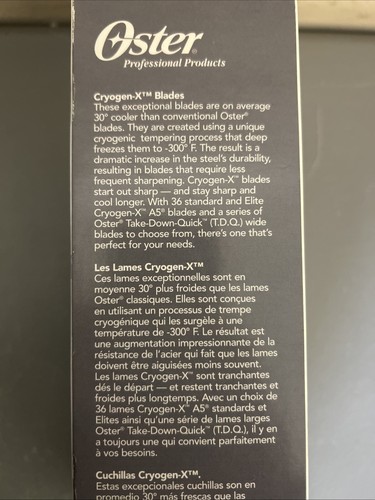 Oster®
Professional Products
Cryogen-X™ Blades
These exceptional blades are on average
30° cooler than conventional Oster®
blades. They are created using a unique
cryogenic tempering process that deep
freezes them to -300° F. The result is a
dramatic increase in the steel's durability,
resulting in blades that require less
frequent sharpening. Cryogen-X™ blades
start out sharp — and stay sharp and
cool longer. With 36 standard and Elite
Cryogen-X™ A5® blades and a series of
Oster® Take-Down-Quick™ (T.D.Q.) wide
blades to choose from, there's one that's
perfect for your needs.
Les Lames Cryogen-X™
Ces lames exceptionnelles sont en
moyenne 30° plus froides que les lames
Oster® classiques. Elles sont conçues
en utilisant un processus de trempe
cryogénique qui les surgèle à une
température de -300° F. Le résultat est
une augmentation impressionnante de la
résistance de l'acier qui fait que les lames
doivent être aiguisées moins souvent.
Les lames Cryogen-X™ sont tranchantes
dés le départ — et restent tranchantes et
froides plus longtemps. Avec un choix de
36 lames Cryogen-X™ A5® standards et
Elites ainsi qu'une série de lames larges
Oster® Take-Down-Quick™ (T.D.Q.), il y en
a toujours une qui convient parfaitement
à vos besoins.
Cuchillas Cryogen-X™.
Estas excepcionales cuchillas son en
promedio 30° más frescas que las